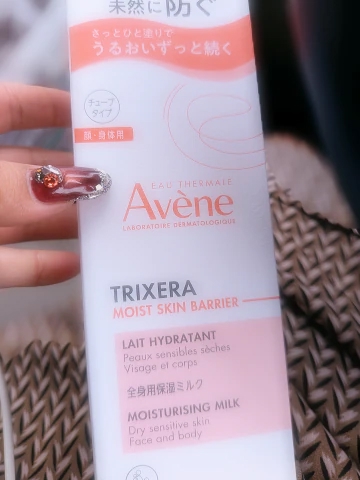 未然に防ぐ
さっとひと塗りで
うるおいずっと続く
チューブ
タイプ
顔・身体用
EAU THERMALE
Avène
LABORATOIRE DERMATOLOGIQUE
TRIXERA
MOIST SKIN BARRIER
LAIT HYDRATANT
Peaux sensibles sèches
Visage et corps
全身用保湿ミルク
MOISTURISING MILK
Dry sensitive skin
Face and body